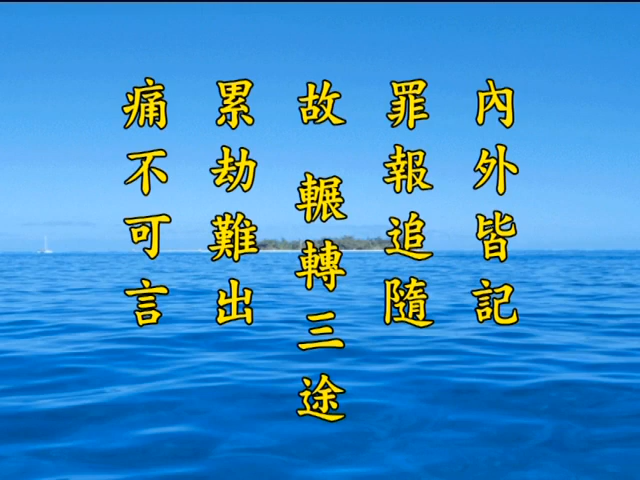 內外皆記
罪報追隨
故 輾轉三途
累劫難出
痛不可言